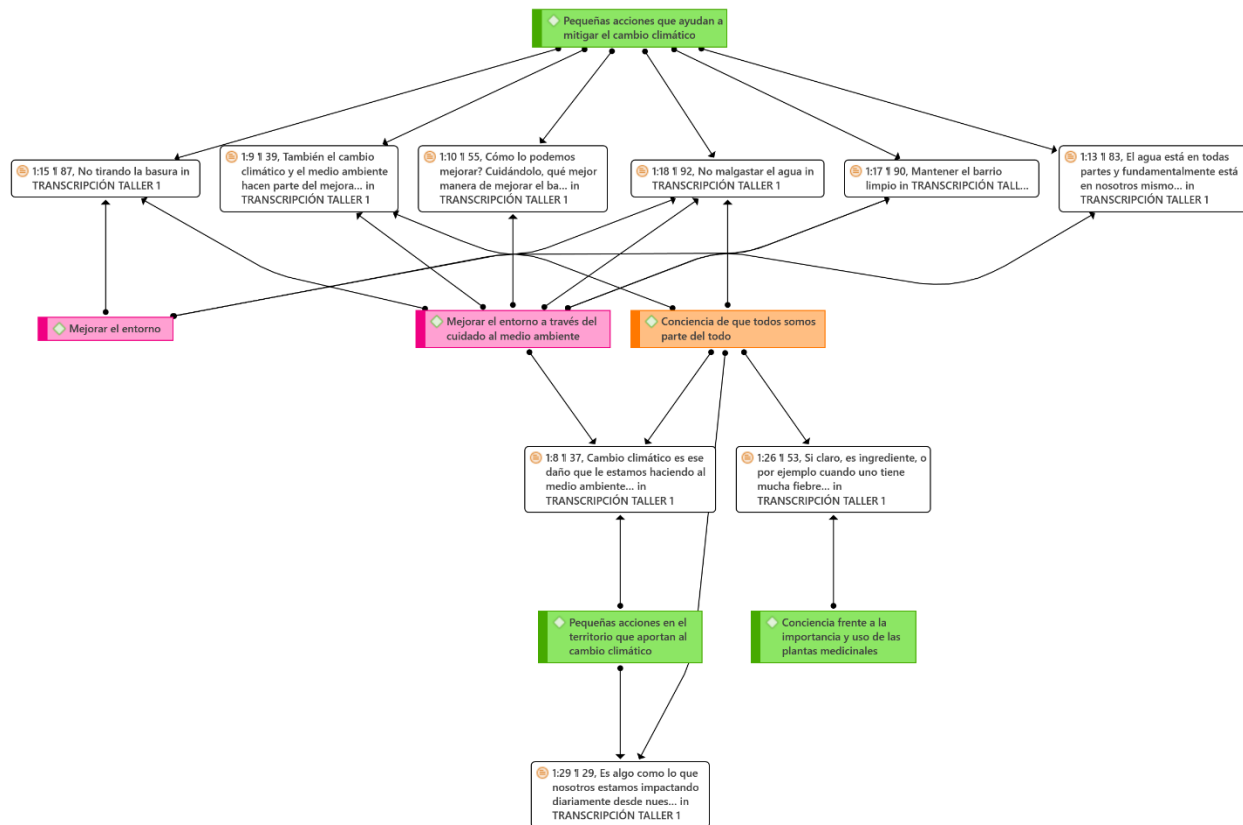 Pequeñas acciones que ayudan a
mitigar el cambio climático
1:15 ¶ 87, No tirando la basura in
TRANSCRIPCIÓN TALLER 1
1:9 ¶ 39, También el cambio
climático y el medio ambiente
hacen parte del mejora... in
TRANSCRIPCIÓN TALLER 1
1:10 ¶ 55, Cómo lo podemos
mejorar? Cuidándolo, qué mejor
manera de mejorar el ba... in
TRANSCRIPCIÓN TALLER 1
1:18 ¶ 92, No malgastar el agua in
TRANSCRIPCIÓN TALLER 1
1:17 ¶ 90, Mantener el barrio
limpio in TRANSCRIPCIÓN TALL...
1:13 ¶ 83, El agua está en todas
partes y fundamentalmente está
en nosotros mismo... in
TRANSCRIPCIÓN TALLER 1
Mejorar el entorno
Mejorar el entorno a través del
cuidado al medio ambiente
Conciencia de que todos somos
parte del todo
1:8 ¶ 37, Cambio climático es ese
daño que le estamos haciendo al
medio ambiente... in
TRANSCRIPCIÓN TALLER 1
1:26 ¶ 53, Si claro, es ingrediente, o
por ejemplo cuando uno tiene
mucha fiebre... in
TRANSCRIPCIÓN TALLER 1
Pequeñas acciones en el
territorio que aportan al
cambio climático
Conciencia frente a la
importancia y uso de las
plantas medicinales
1:29 ¶ 29, Es algo como lo que
nosotros estamos impactando
diariamente desde nues... in
TRANSCRIPCIÓN TALLER 1